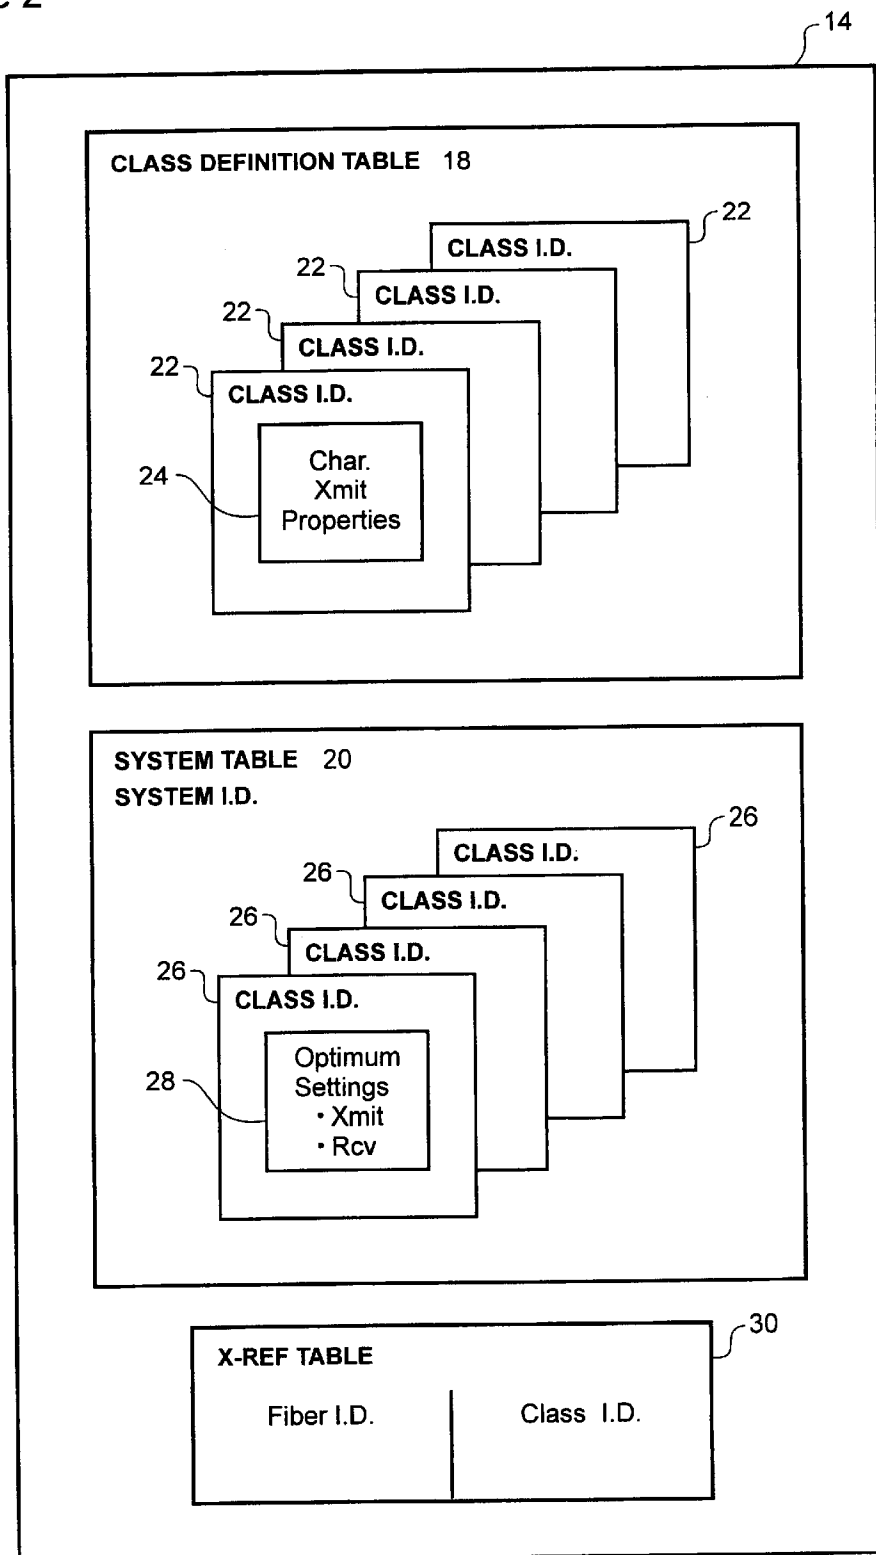 14
CLASS DEFINITION TABLE 18
22
CLASS I.D.
22
CLASS I.D.
22
CLASS I.D.
22
CLASS I.D.
24
Char.
Xmit
Properties
SYSTEM TABLE 20
SYSTEM I.D.
26
CLASS I.D.
26
CLASS I.D.
26
CLASS I.D.
26
CLASS I.D.
28
Optimum
Settings
• Xmit
• Rcv
30
X-REF TABLE
Fiber I.D.
Class I.D.